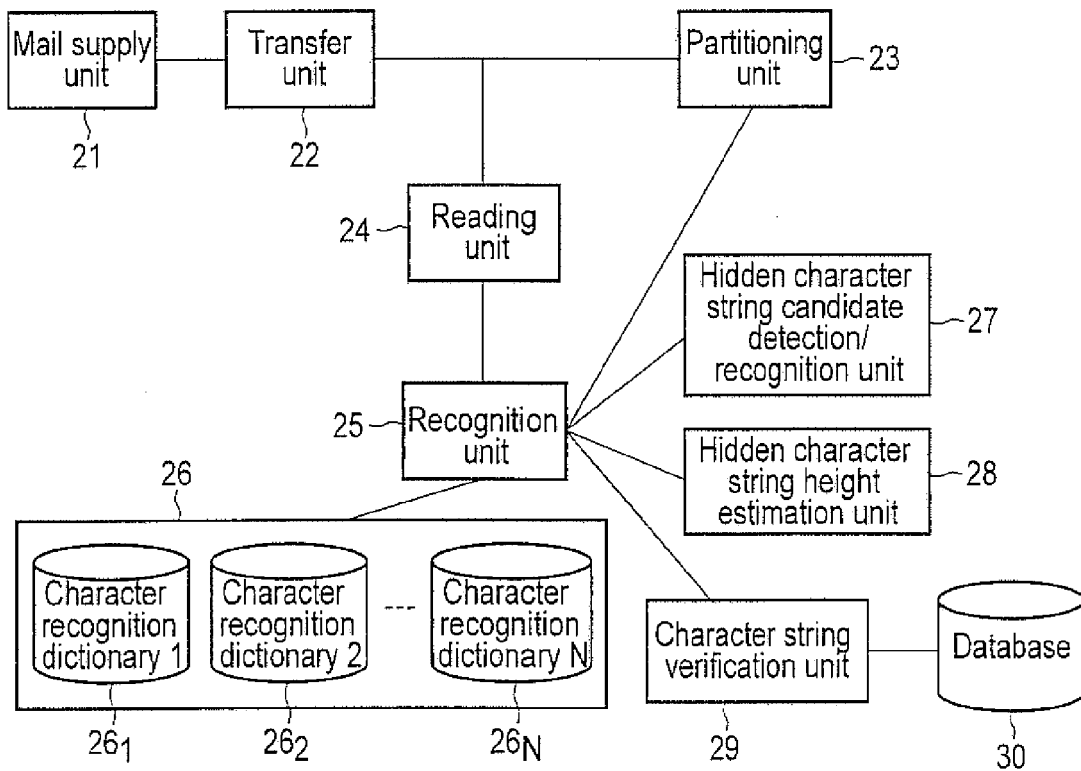 Mail supply
unit
21
Transfer
unit
22
Partitioning
unit
23
24
Reading
unit
Hidden character
string candidate
detection/
recognition unit
27
25
Recognition
unit
Hidden character
string height
estimation unit
28
26
Character
recognition
dictionary 1
Character
recognition
dictionary 2
----
Character
recognition
dictionary N
Character string
verification unit
Database
26₁
26₂
26N
29
30